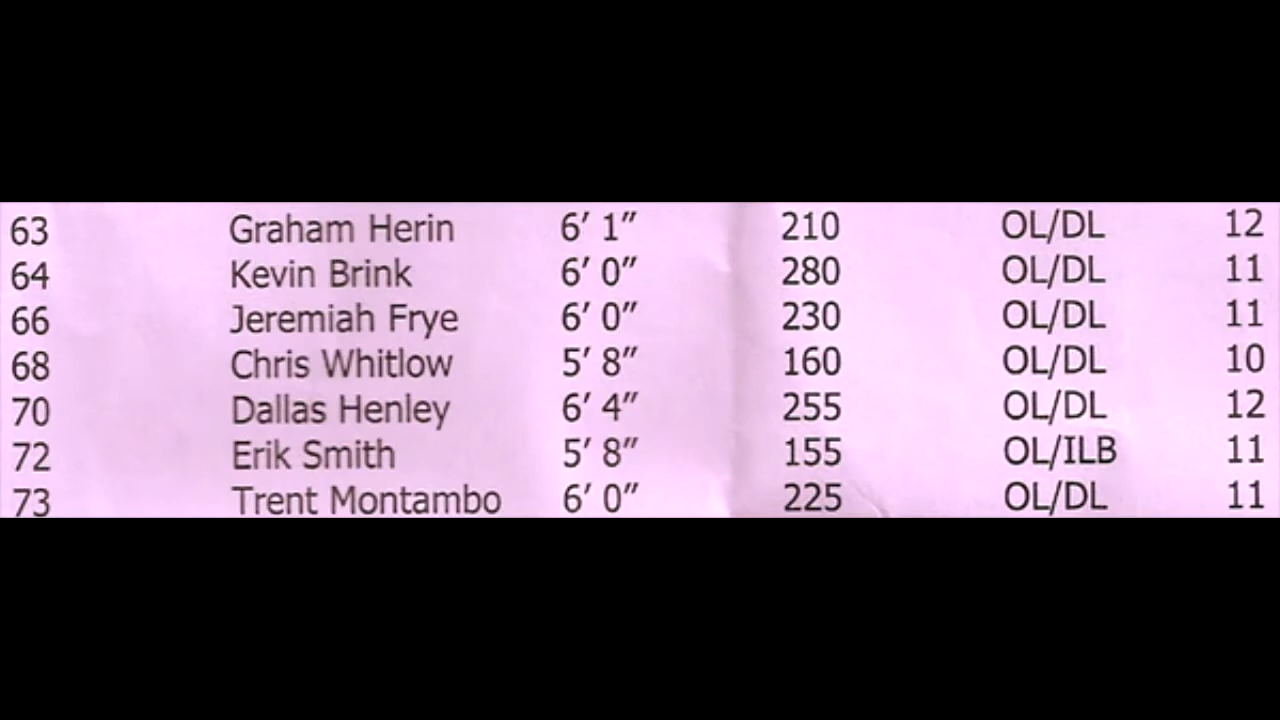 63 Graham Herin 6′ 1″ 210 OL/DL 12
64 Kevin Brink 6′ 0″ 280 OL/DL 11
66 Jeremiah Frye 6′ 0″ 230 OL/DL 11
68 Chris Whitlow 5′ 8″ 160 OL/DL 10
70 Dallas Henley 6′ 4″ 255 OL/DL 12
72 Erik Smith 5′ 8″ 155 OL/ILB 11
73 Trent Montambo 6′ 0″ 225 OL/DL 11